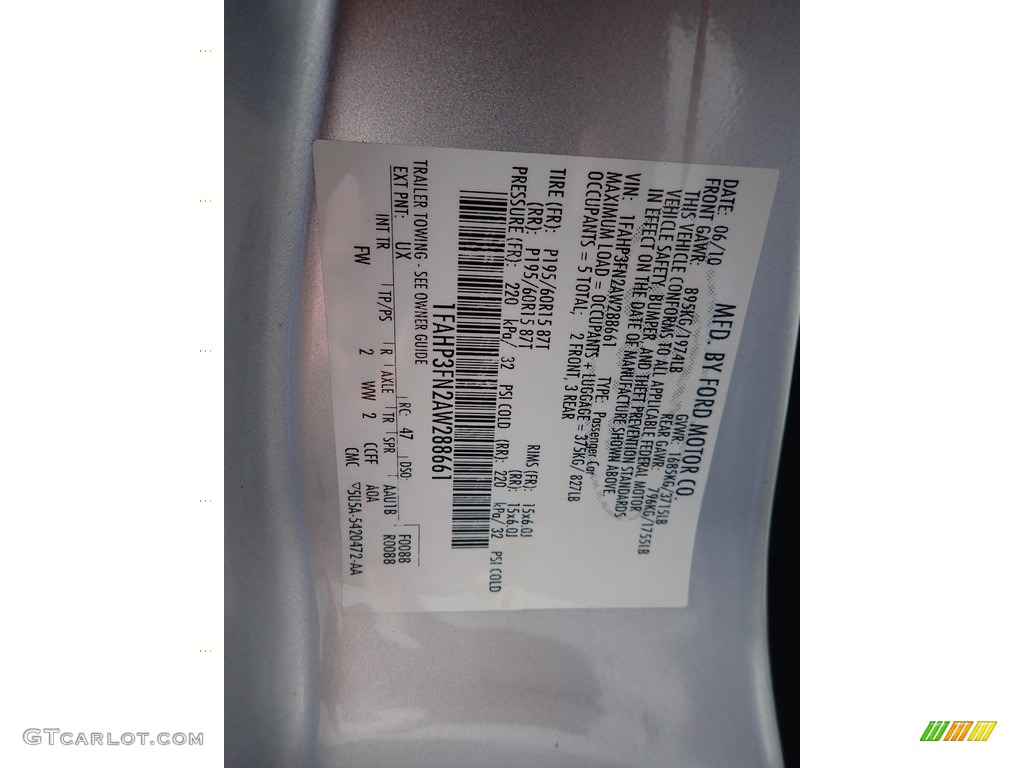 MFD. BY FORD MOTOR CO.
DATE: 06/10 GVWR: 1685KG/3715LB
FRONT GAWR: 895KG/1974LB REAR GAWR: 796KG/1755LB
THIS VEHICLE CONFORMS TO ALL APPLICABLE FEDERAL MOTOR
VEHICLE SAFETY, BUMPER, AND THEFT PREVENTION STANDARDS
IN EFFECT ON THE DATE OF MANUFACTURE SHOWN ABOVE.
VIN: 1FAHP3FN2AW288661 TYPE: Passenger Car
MAXIMUM LOAD = OCCUPANTS + LUGGAGE = 375KG/827LB
OCCUPANTS = 5 TOTAL; 2 FRONT, 3 REAR
TIRE (FR): P195/60R15 87T RIMS (FR): 15x6.0J
(RR): P195/60R15 87T (RR): 15x6.0J
PRESSURE (FR): 220 kPa/ 32 PSI COLD (RR): 220 kPa/ 32 PSI COLD
1FAHP3FN2AW288661
TRAILER TOWING - SEE OWNER GUIDE
F0088
EXT PNT: UX RC: 47 DSO: R0088
INT TR TP/PS R AXLE TR SPR AAU1B
FW 2 WW 2 CCFF AOA
CMC ▽5U5A-5420472-AA
GTCARLOT.COM